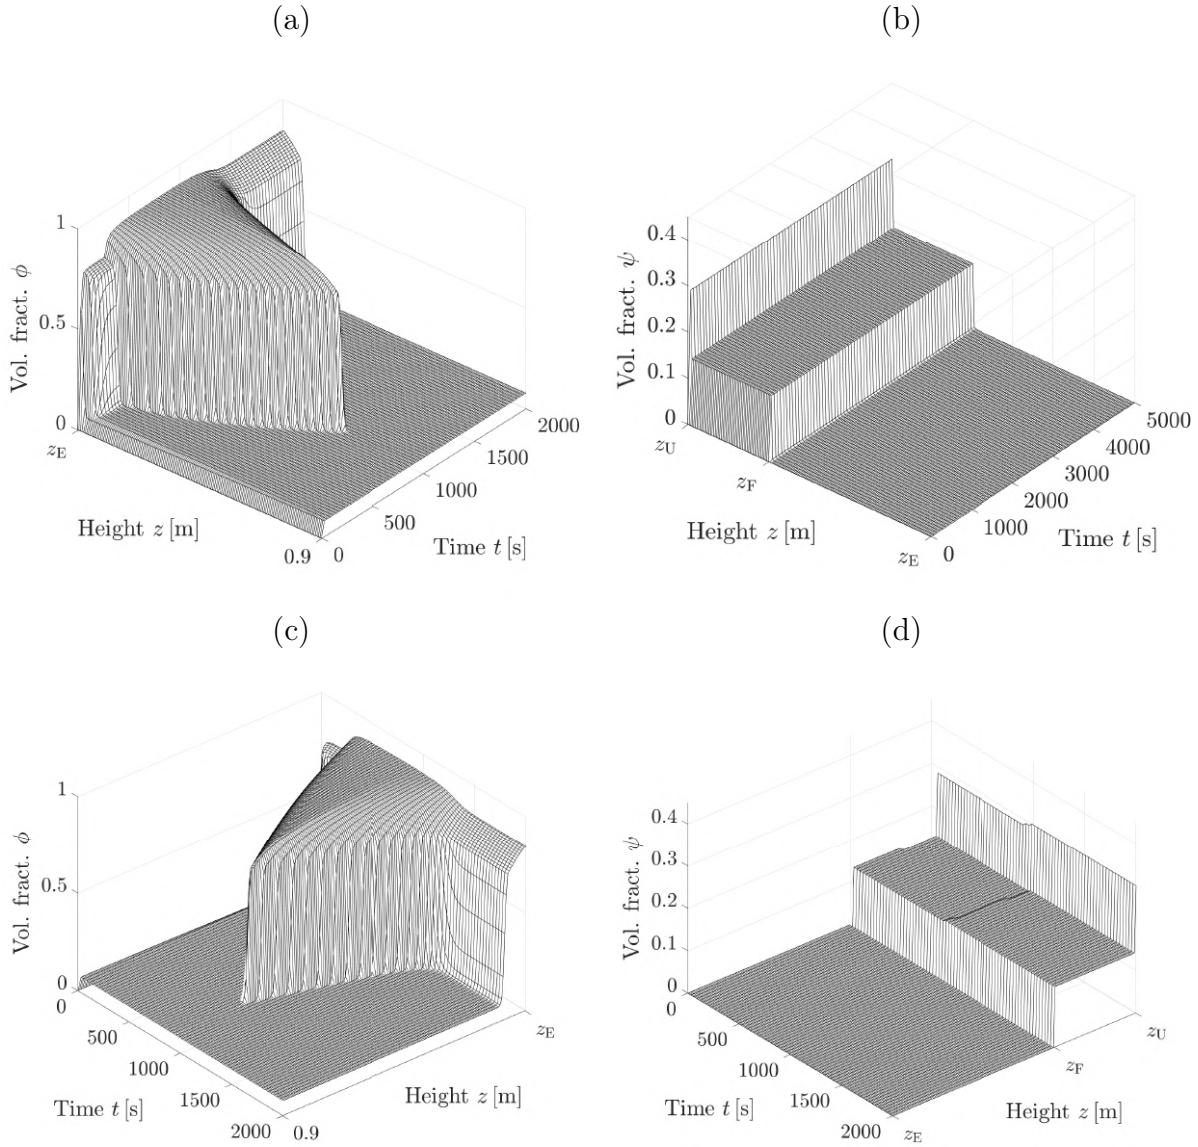 (a)
1
0.5
0
Vol. fract. ϕ
z_E
Height z [m]
0.9
0
500
1000
1500
2000
Time t [s]
(b)
0.4
0.3
0.2
0.1
0
Vol. fract. ψ
z_U
z_F
z_E
Height z [m]
0
1000
2000
3000
4000
5000
Time t [s]
(c)
1
0.5
0
Vol. fract. ϕ
0
500
1000
1500
2000
Time t [s]
0.9
z_E
Height z [m]
(d)
0.4
0.3
0.2
0.1
0
Vol. fract. ψ
500
1000
1500
2000
Time t [s]
z_E
z_F
z_U
Height z [m]